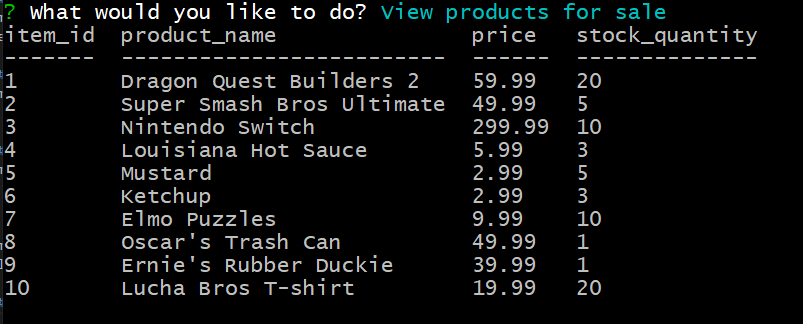 ? What would you like to do? View products for sale
item_id  product_name               price   stock_quantity
-------  -------------------------  ------  --------------
1        Dragon Quest Builders 2    59.99   20
2        Super Smash Bros Ultimate  49.99   5
3        Nintendo Switch            299.99  10
4        Louisiana Hot Sauce        5.99    3
5        Mustard                    2.99    5
6        Ketchup                    2.99    3
7        Elmo Puzzles               9.99    10
8        Oscar's Trash Can          49.99   1
9        Ernie's Rubber Duckie      39.99   1
10       Lucha Bros T-shirt         19.99   20